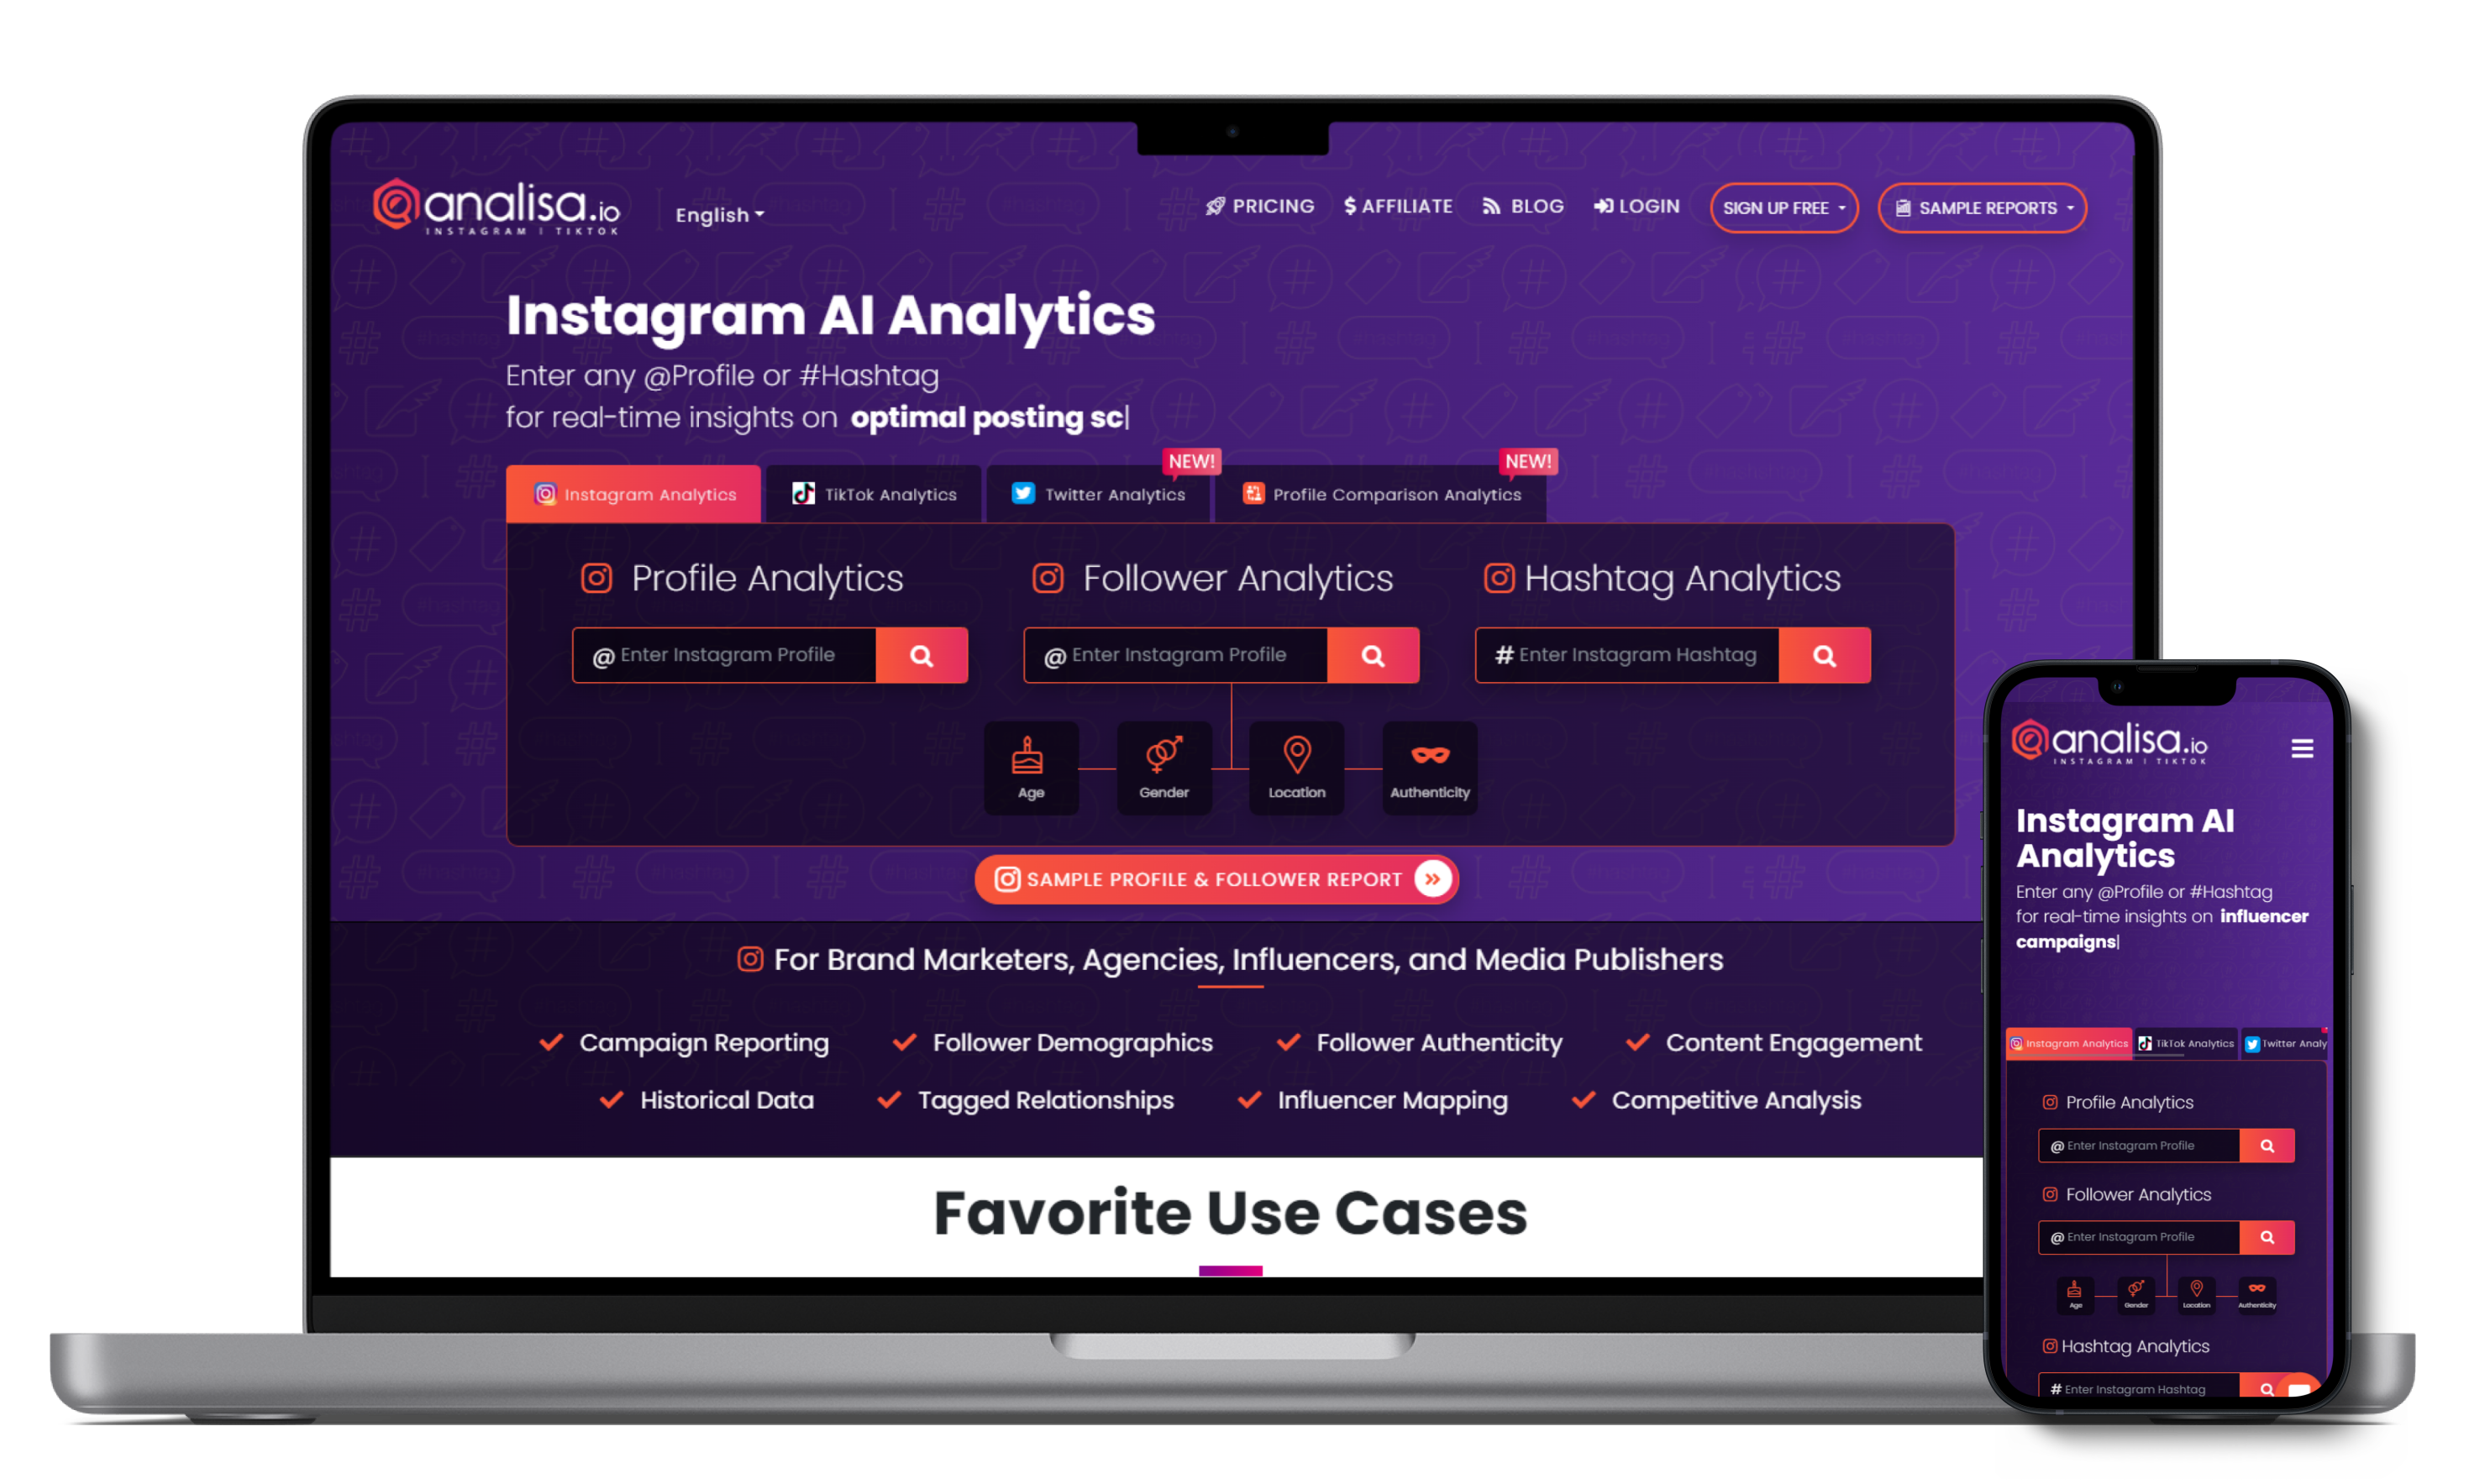 analisa.io
INSTAGRAM | TIKTOK
English
PRICING
$ AFFILIATE
BLOG
LOGIN
SIGN UP FREE
SAMPLE REPORTS
Instagram AI Analytics
Enter any @Profile or #Hashtag
for real-time insights on optimal posting sc|
Instagram Analytics
TikTok Analytics
NEW!
Twitter Analytics
NEW!
Profile Comparison Analytics
Profile Analytics
@ Enter Instagram Profile
Follower Analytics
@ Enter Instagram Profile
Hashtag Analytics
# Enter Instagram Hashtag
Age
Gender
Location
Authenticity
SAMPLE PROFILE & FOLLOWER REPORT
For Brand Marketers, Agencies, Influencers, and Media Publishers
Campaign Reporting
Follower Demographics
Follower Authenticity
Content Engagement
Historical Data
Tagged Relationships
Influencer Mapping
Competitive Analysis
Favorite Use Cases
analisa.io
INSTAGRAM | TIKTOK
Instagram AI
Analytics
Enter any @Profile or #Hashtag
for real-time insights on influencer
campaigns|
Instagram Analytics
TikTok Analytics
Twitter Analy
Profile Analytics
@ Enter Instagram Profile
Follower Analytics
@ Enter Instagram Profile
Age
Gender
Location
Authenticity
Hashtag Analytics
# Enter Instagram Hashtag